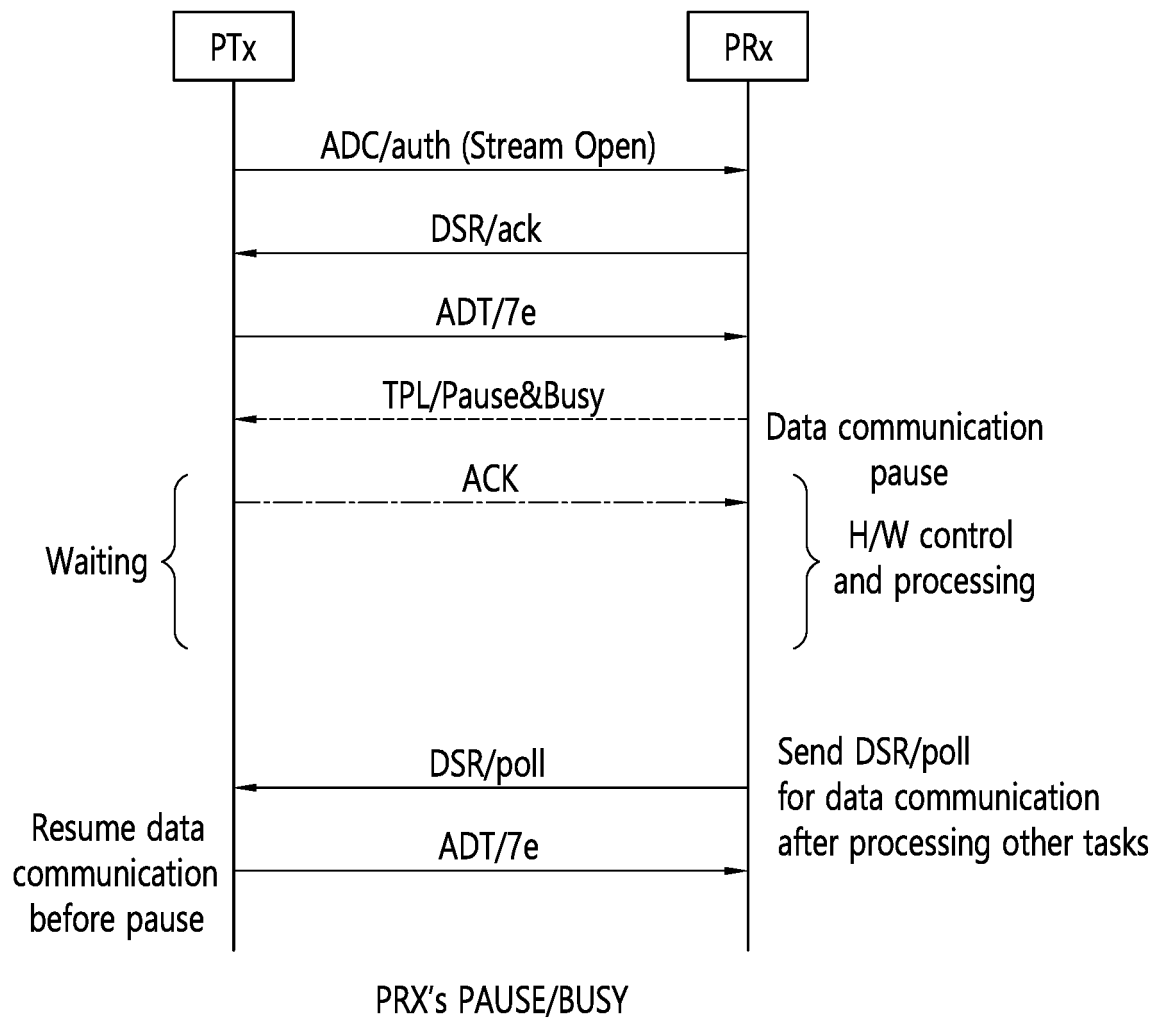 PTx
PRx
ADC/auth (Stream Open)
DSR/ack
ADT/7e
TPL/Pause&Busy
Data communication
pause
ACK
Waiting
H/W control
and processing
DSR/poll
Send DSR/poll
for data communication
after processing other tasks
Resume data
communication
before pause
ADT/7e
PRX's PAUSE/BUSY